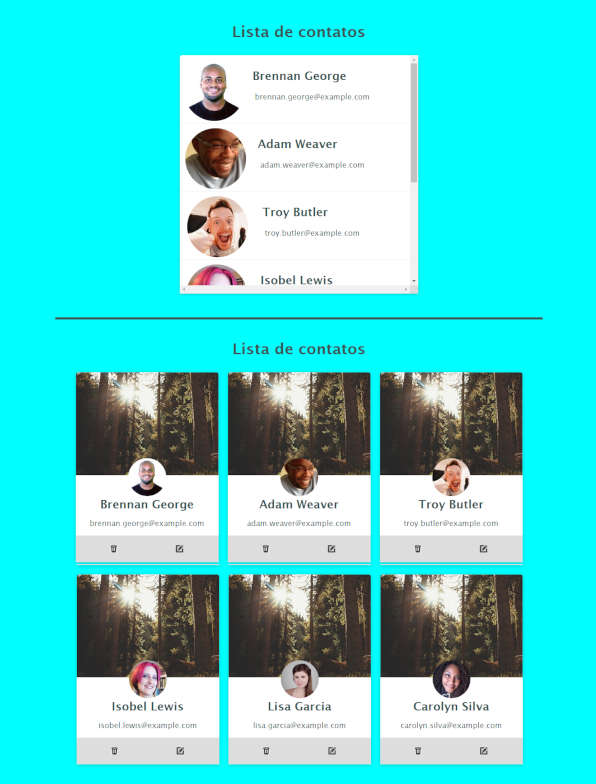 Lista de contatos
Brennan George
brennan.george@example.com
Adam Weaver
adam.weaver@example.com
Troy Butler
troy.butler@example.com
Isobel Lewis
Lista de contatos
Brennan George
brennan.george@example.com
Adam Weaver
adam.weaver@example.com
Troy Butler
troy.butler@example.com
Isobel Lewis
isobel.lewis@example.com
Lisa Garcia
lisa.garcia@example.com
Carolyn Silva
carolyn.silva@example.com